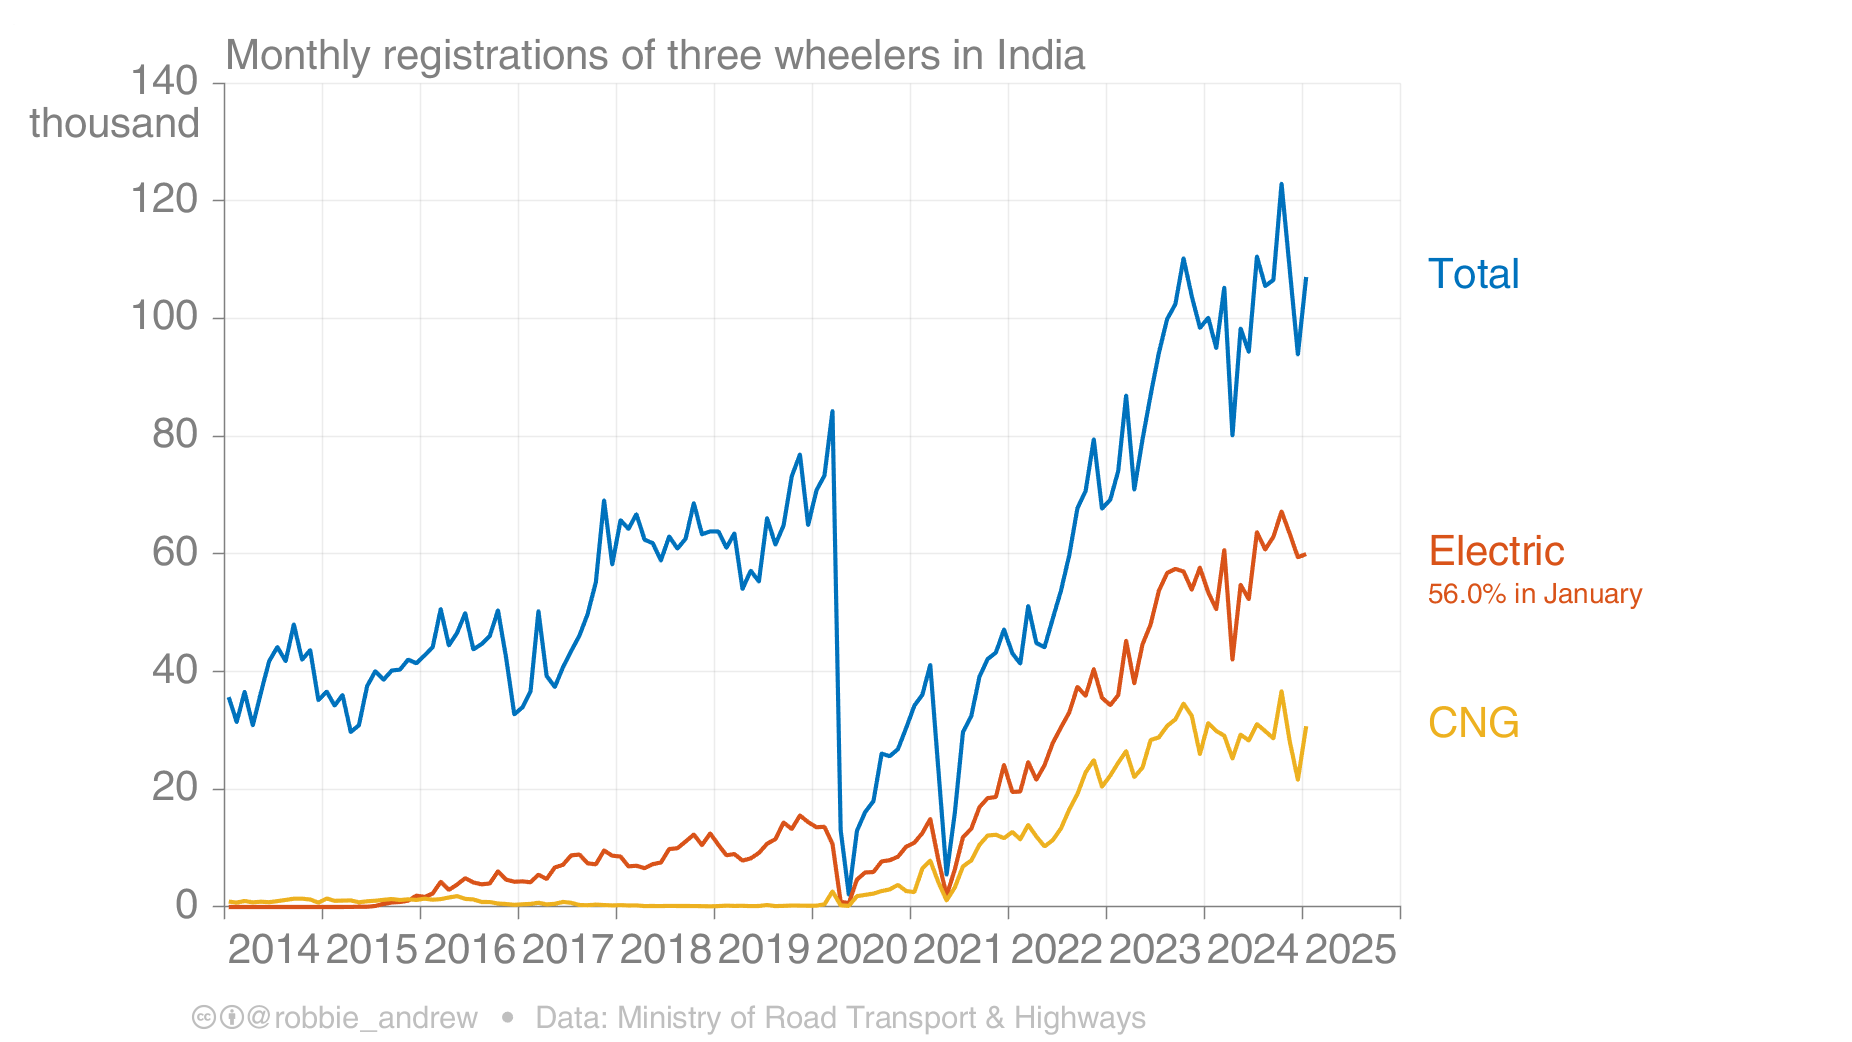 Monthly registrations of three wheelers in India
140
thousand
120
100
80
60
40
20
0
Total
Electric
56.0% in January
CNG
2014 2015 2016 2017 2018 2019 2020 2021 2022 2023 2024 2025
@robbie_andrew • Data: Ministry of Road Transport & Highways